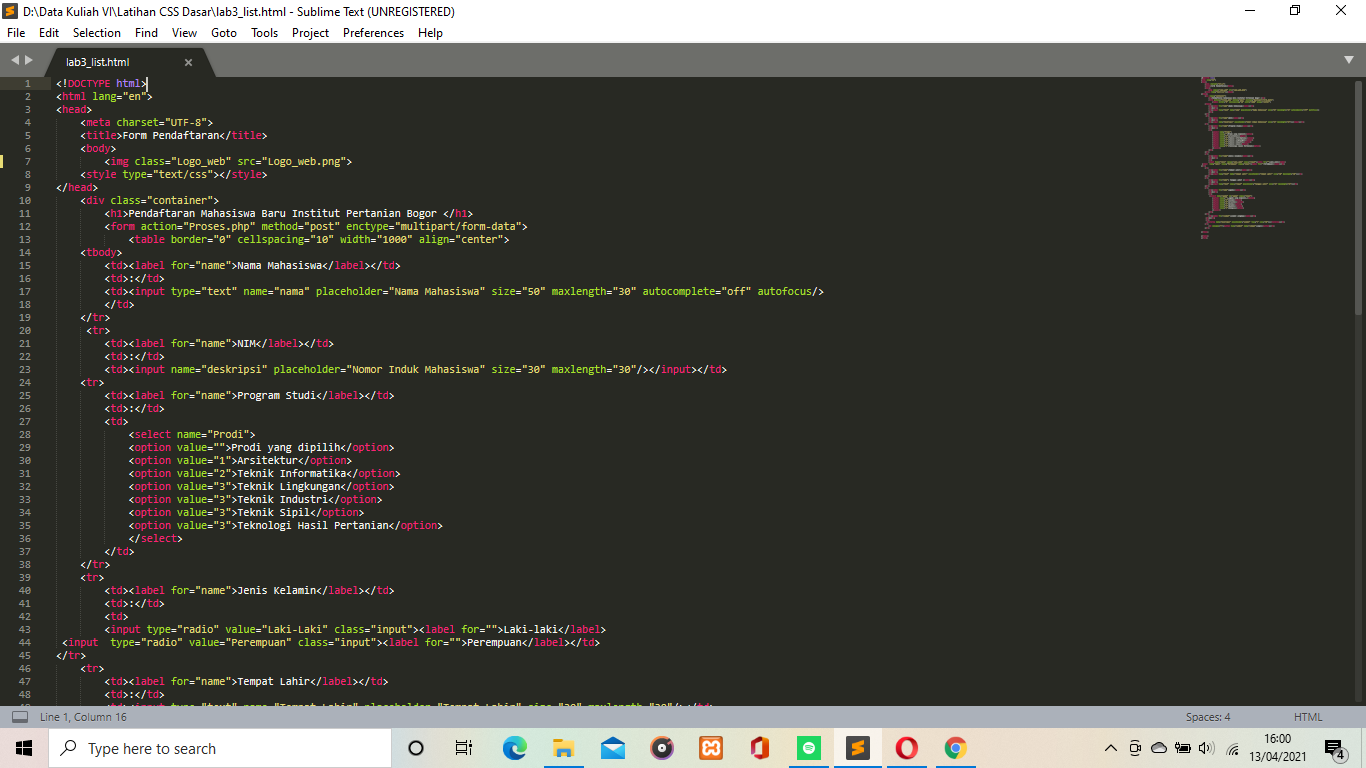 D:\Data Kuliah VI\Latihan CSS Dasar\lab3_list.html - Sublime Text (UNREGISTERED)
File Edit Selection Find View Goto Tools Project Preferences Help
lab3_list.html
1 <!DOCTYPE html>
2 <html lang="en">
3 <head>
4 <meta charset="UTF-8">
5 <title>Form Pendaftaran</title>
6 <body>
7 <img class="Logo_web" src="Logo_web.png">
8 <style type="text/css"></style>
9 </head>
10 <div class="container">
11 <h1>Pendaftaran Mahasiswa Baru Institut Pertanian Bogor </h1>
12 <form action="Proses.php" method="post" enctype="multipart/form-data">
13 <table border="0" cellspacing="10" width="1000" align="center">
14 <tbody>
15 <td><label for="name">Nama Mahasiswa</label></td>
16 <td>:</td>
17 <td><input type="text" name="nama" placeholder="Nama Mahasiswa" size="50" maxlength="30" autocomplete="off" autofocus/>
18 </td>
19 </tr>
20 <tr>
21 <td><label for="name">NIM</label></td>
22 <td>:</td>
23 <td><input name="deskripsi" placeholder="Nomor Induk Mahasiswa" size="30" maxlength="30"/></input></td>
24 <tr>
25 <td><label for="name">Program Studi</label></td>
26 <td>:</td>
27 <td>
28 <select name="Prodi">
29 <option value="">Prodi yang dipilih</option>
30 <option value="1">Arsitektur</option>
31 <option value="2">Teknik Informatika</option>
32 <option value="3">Teknik Lingkungan</option>
33 <option value="3">Teknik Industri</option>
34 <option value="3">Teknik Sipil</option>
35 <option value="3">Teknologi Hasil Pertanian</option>
36 </select>
37 </td>
38 </tr>
39 <tr>
40 <td><label for="name">Jenis Kelamin</label></td>
41 <td>:</td>
42 <td>
43 <input type="radio" value="Laki-Laki" class="input"><label for="">Laki-laki</label>
44 <input  type="radio" value="Perempuan" class="input"><label for="">Perempuan</label></td>
45 </tr>
46 <tr>
47 <td><label for="name">Tempat Lahir</label></td>
48 <td>:</td>
Line 1, Column 16
Spaces: 4
HTML
Type here to search
16:00
13/04/2021
4